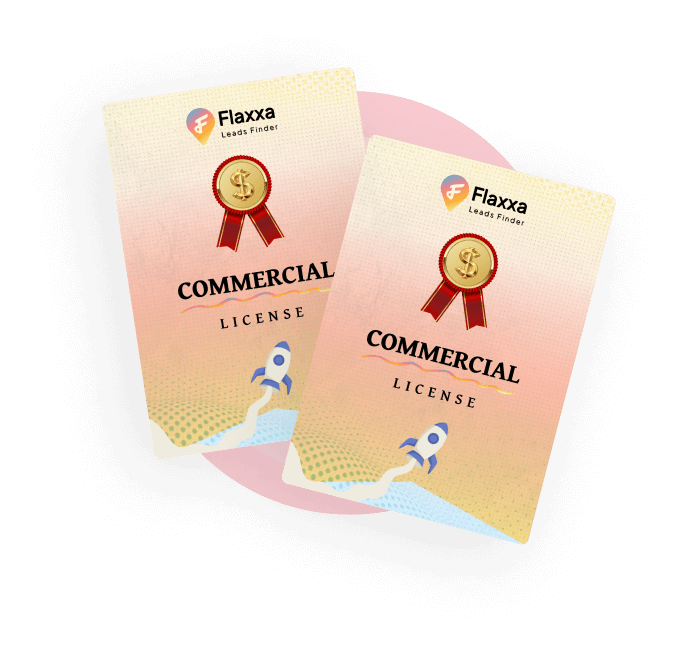 Flaxxa
Leads Finder
$
COMMERCIAL
LICENSE
Flaxxa
Leads Finder
$
COMMERCIAL
LICENSE